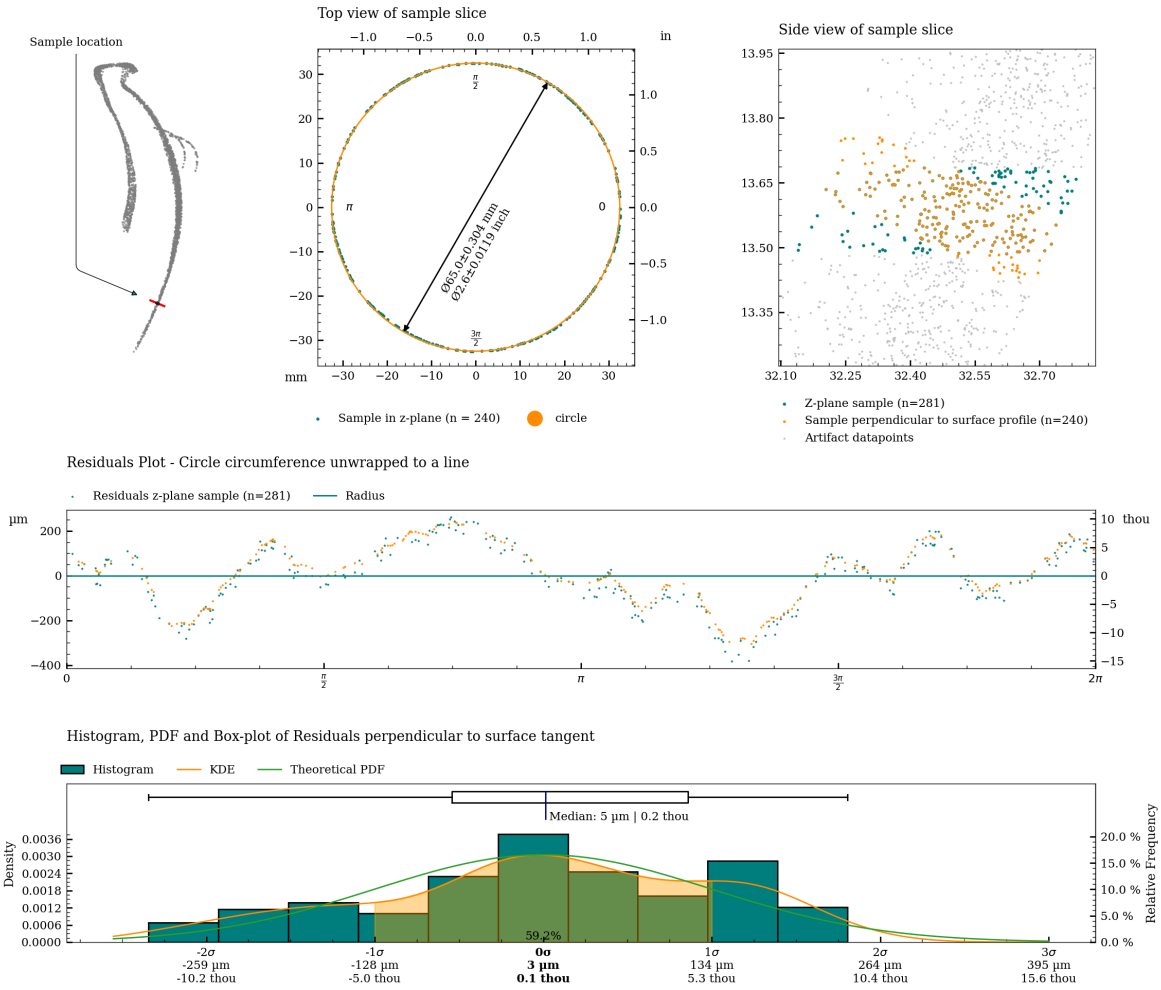 Sample location
Top view of sample slice
−1.0 −0.5 0.0 0.5 1.0 in
30
20
10
0
−10
−20
−30
mm
1.0
0.5
0.0
−0.5
−1.0
π/2
π
0
3π/2
Ø65.0±0.304 mm
Ø2.6±0.0119 inch
−30 −20 −10 0 10 20 30
Sample in z-plane (n = 240)
circle
Side view of sample slice
13.95
13.80
13.65
13.50
13.35
32.10 32.25 32.40 32.55 32.70
Z-plane sample (n=281)
Sample perpendicular to surface profile (n=240)
Artifact datapoints
Residuals Plot - Circle circumference unwrapped to a line
Residuals z-plane sample (n=281)
Radius
µm
200
0
−200
−400
10 thou
5
0
−5
−10
−15
0 π/2 π 3π/2 2π
Histogram, PDF and Box-plot of Residuals perpendicular to surface tangent
Histogram
KDE
Theoretical PDF
Median: 5 µm | 0.2 thou
Density
0.0036
0.0030
0.0024
0.0018
0.0012
0.0006
0.0000
Relative Frequency
20.0 %
15.0 %
10.0 %
5.0 %
0.0 %
59.2%
-2σ -1σ 0σ 1σ 2σ 3σ
-259 µm -128 µm 3 µm 134 µm 264 µm 395 µm
-10.2 thou -5.0 thou 0.1 thou 5.3 thou 10.4 thou 15.6 thou